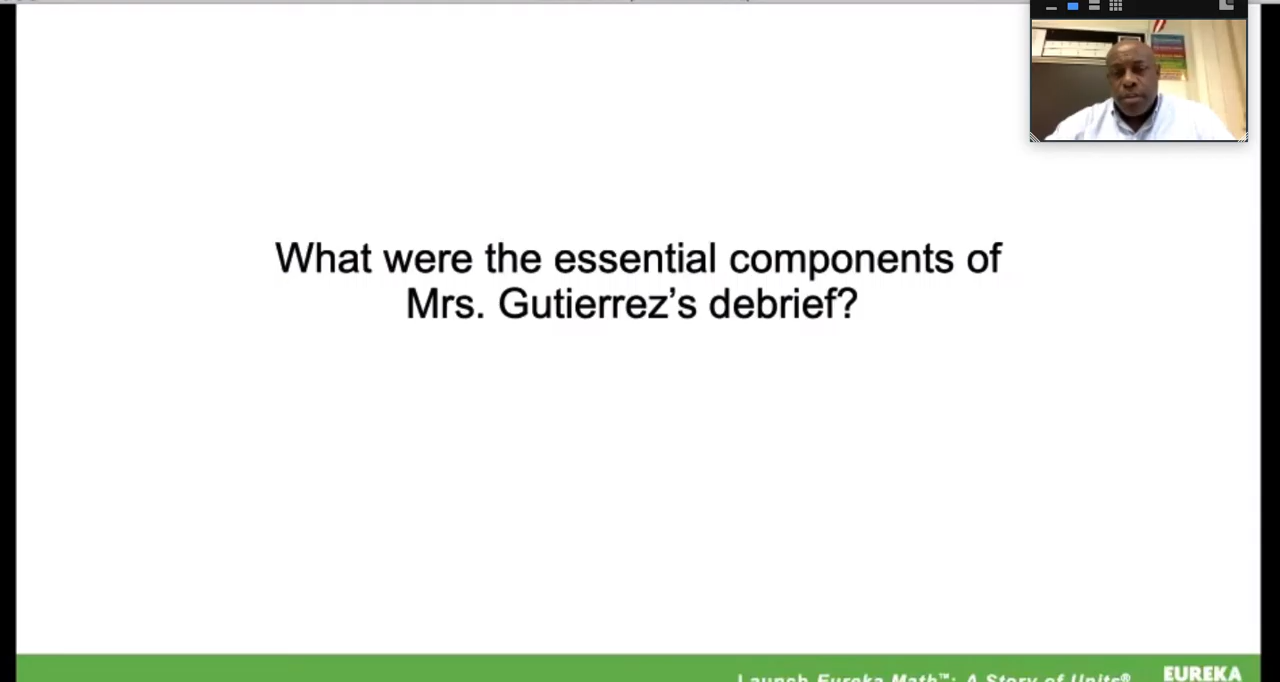 What were the essential components of
Mrs. Gutierrez’s debrief?
Launch Eureka Math™: A Story of Units®
EUREKA